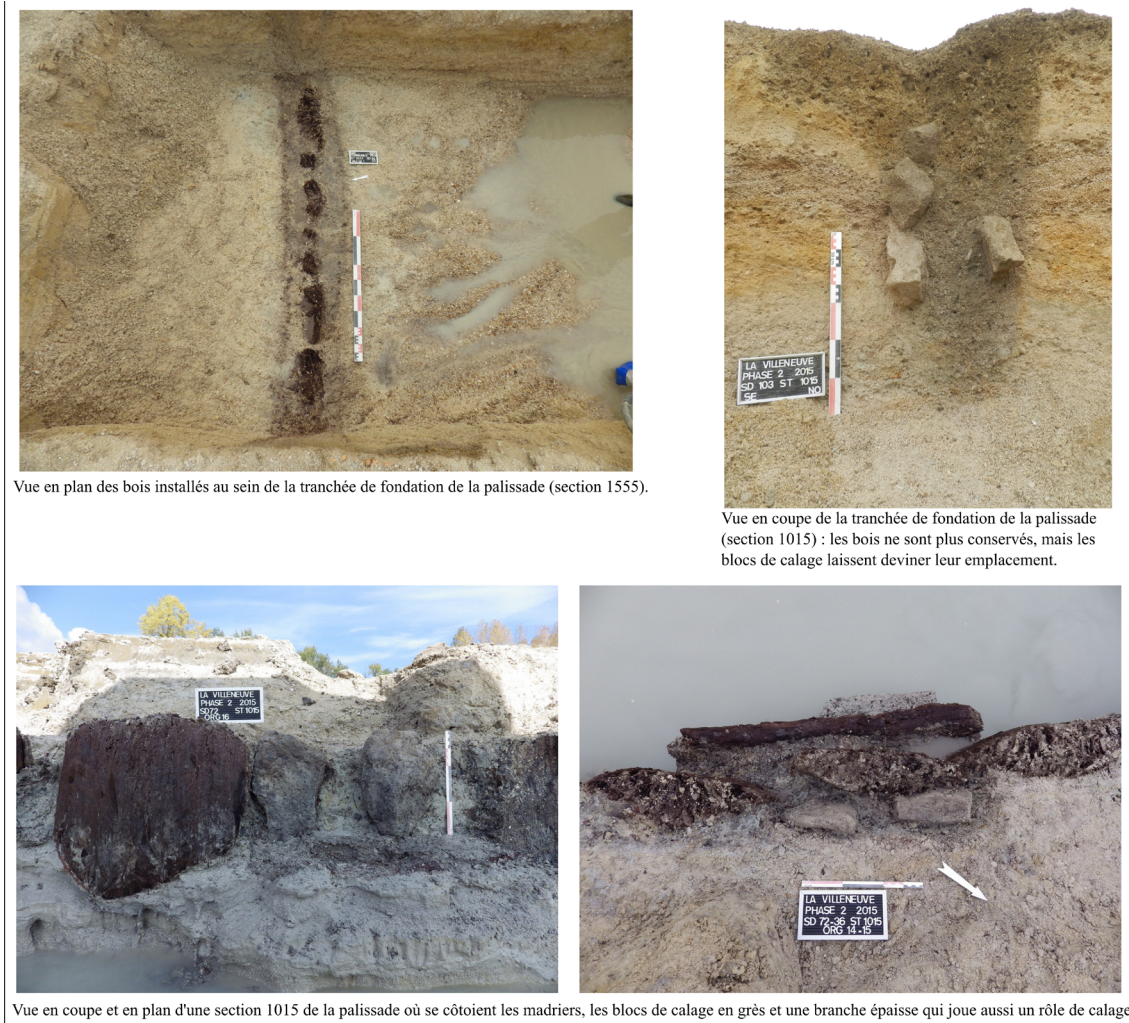 Vue en plan des bois installés au sein de la tranchée de fondation de la palissade (section 1555).
LA VILLENEUVE
PHASE 2 2015
SD 103 ST 1015
SE NO
Vue en coupe de la tranchée de fondation de la palissade
(section 1015) : les bois ne sont plus conservés, mais les
blocs de calage laissent deviner leur emplacement.
LA VILLENEUVE
PHASE 2 2015
SD72 ST 1015
ORG 16
LA VILLENEUVE
PHASE 2 2015
SD 72-36 ST 1015
ORG 14-15
Vue en coupe et en plan d'une section 1015 de la palissade où se côtoient les madriers, les blocs de calage en grès et une branche épaisse qui joue aussi un rôle de calage